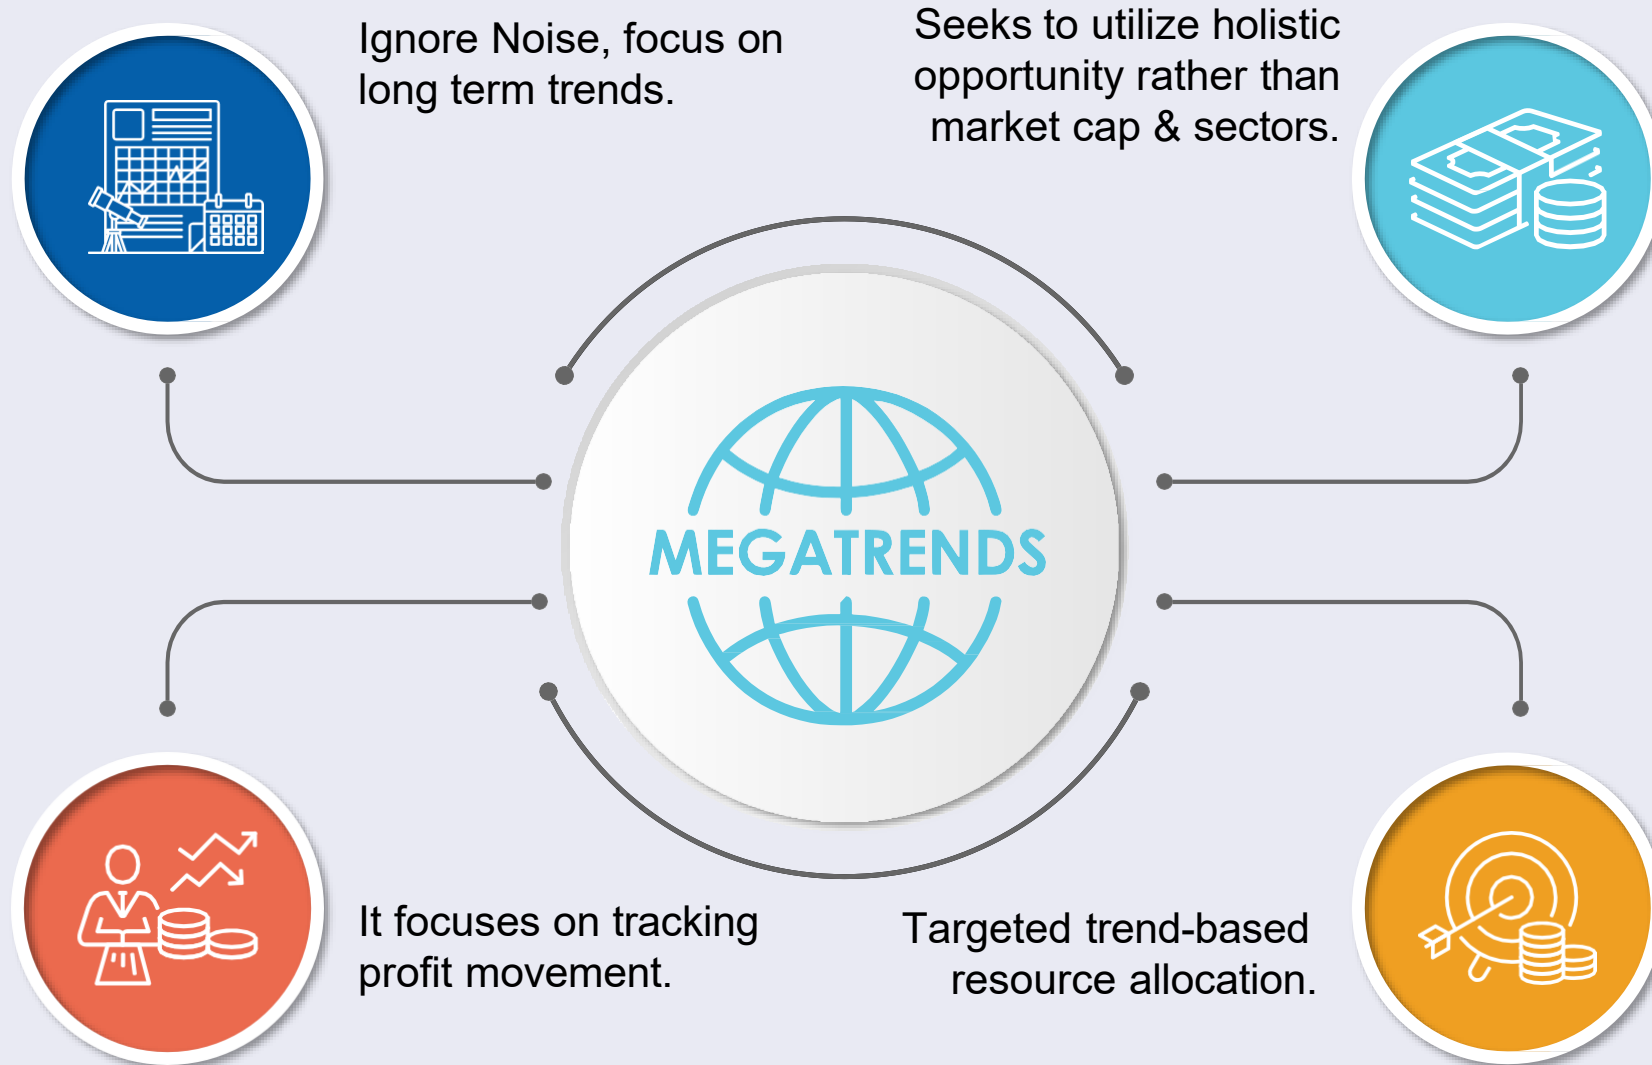 Ignore Noise, focus on
long term trends.
Seeks to utilize holistic
opportunity rather than
market cap & sectors.
MEGATRENDS
It focuses on tracking
profit movement.
Targeted trend-based
resource allocation.